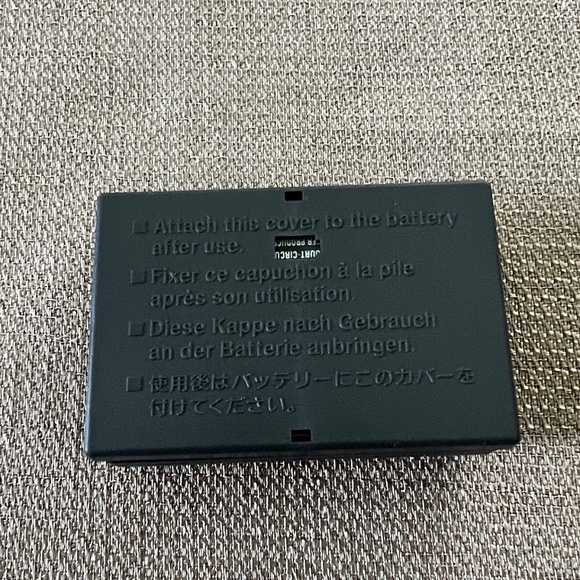 ■ Attach this cover to the battery
after use.
■ Fixer ce capuchon à la pile
après son utilisation.
■ Diese Kappe nach Gebrauch
an der Batterie anbringen.
■ 使用後はバッテリーにこのカバーを
付けてください。
OURT-CIRCU